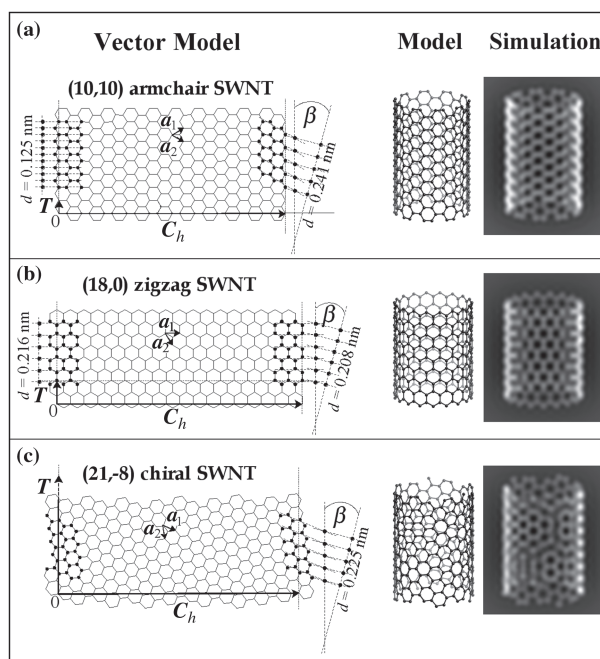 (a) Vector Model Model Simulation
(10,10) armchair SWNT
β
a1
a2
d = 0.125 nm
d = 0.241 nm
T
0
Ch
(b)
(18,0) zigzag SWNT
β
a1
a2
d = 0.216 nm
d = 0.208 nm
T
0
Ch
(c)
(21,-8) chiral SWNT
T
β
a2 a1
d = 0.225 nm
0
Ch